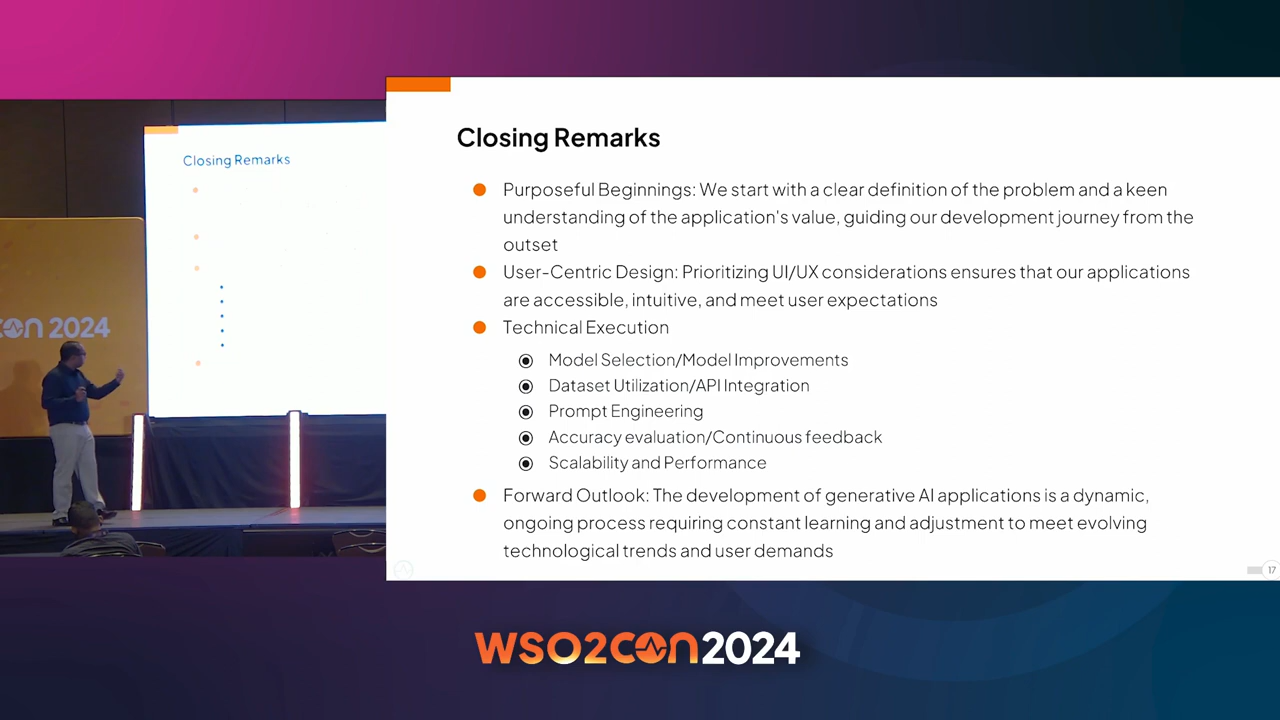 Closing Remarks
CON 2024
Closing Remarks
Purposeful Beginnings: We start with a clear definition of the problem and a keen
understanding of the application's value, guiding our development journey from the
outset
User-Centric Design: Prioritizing UI/UX considerations ensures that our applications
are accessible, intuitive, and meet user expectations
Technical Execution
Model Selection/Model Improvements
Dataset Utilization/API Integration
Prompt Engineering
Accuracy evaluation/Continuous feedback
Scalability and Performance
Forward Outlook: The development of generative AI applications is a dynamic,
ongoing process requiring constant learning and adjustment to meet evolving
technological trends and user demands
17
WSO2CON2024